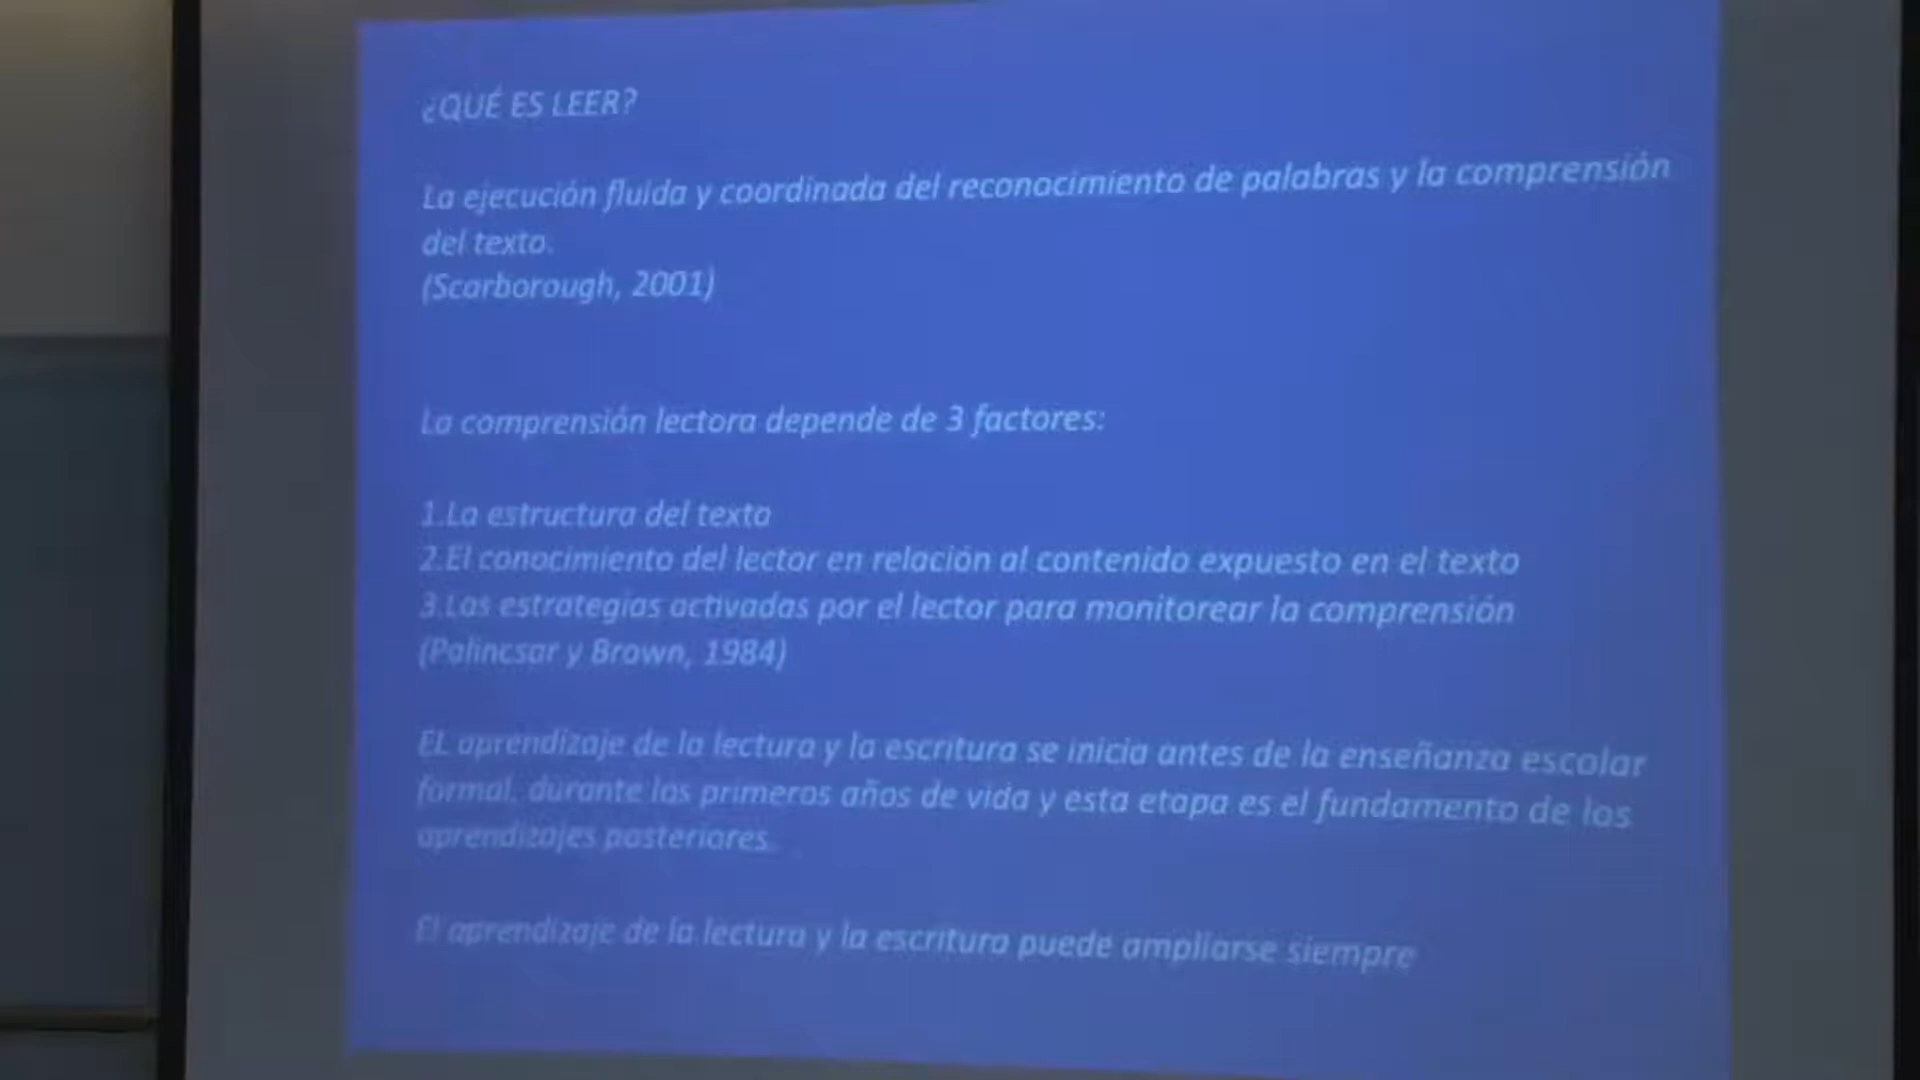 ¿QUÉ ES LEER?
La ejecución fluida y coordinada del reconocimiento de palabras y la comprensión
del texto.
(Scarborough, 2001)
La comprensión lectora depende de 3 factores:
1.La estructura del texto
2.El conocimiento del lector en relación al contenido expuesto en el texto
3.Las estrategias activadas por el lector para monitorear la comprensión
(Palincsar y Brown, 1984)
EL aprendizaje de la lectura y la escritura se inicia antes de la enseñanza escolar
formal, durante los primeros años de vida y esta etapa es el fundamento de los
aprendizajes posteriores.
El aprendizaje de la lectura y la escritura puede ampliarse siempre